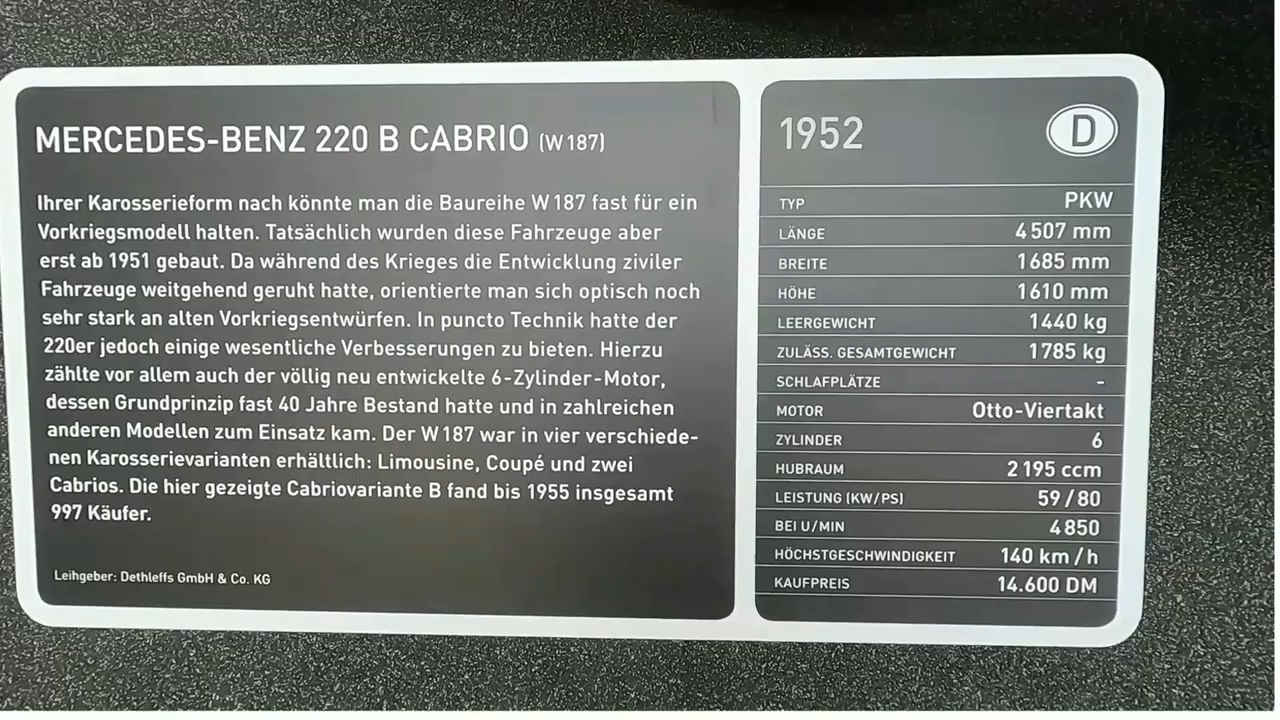 MERCEDES-BENZ 220 B CABRIO (W187)
Ihrer Karosserieform nach könnte man die Baureihe W187 fast für ein
Vorkriegsmodell halten. Tatsächlich wurden diese Fahrzeuge aber
erst ab 1951 gebaut. Da während des Krieges die Entwicklung ziviler
Fahrzeuge weitgehend geruht hatte, orientierte man sich optisch noch
sehr stark an alten Vorkriegsentwürfen. In puncto Technik hatte der
220er jedoch einige wesentliche Verbesserungen zu bieten. Hierzu
zählte vor allem auch der völlig neu entwickelte 6-Zylinder-Motor,
dessen Grundprinzip fast 40 Jahre Bestand hatte und in zahlreichen
anderen Modellen zum Einsatz kam. Der W187 war in vier verschiede-
nen Karosserievarianten erhältlich: Limousine, Coupé und zwei
Cabrios. Die hier gezeigte Cabriovariante B fand bis 1955 insgesamt
997 Käufer.
Leihgeber: Dethleffs GmbH & Co. KG
1952 D
TYP PKW
LÄNGE 4507 mm
BREITE 1685 mm
HÖHE 1610 mm
LEERGEWICHT 1440 kg
ZULÄSS. GESAMTGEWICHT 1785 kg
SCHLAFPLÄTZE -
MOTOR Otto-Viertakt
ZYLINDER 6
HUBRAUM 2195 ccm
LEISTUNG (KW/PS) 59/80
BEI U/MIN 4850
HÖCHSTGESCHWINDIGKEIT 140 km/h
KAUFPREIS 14.600 DM